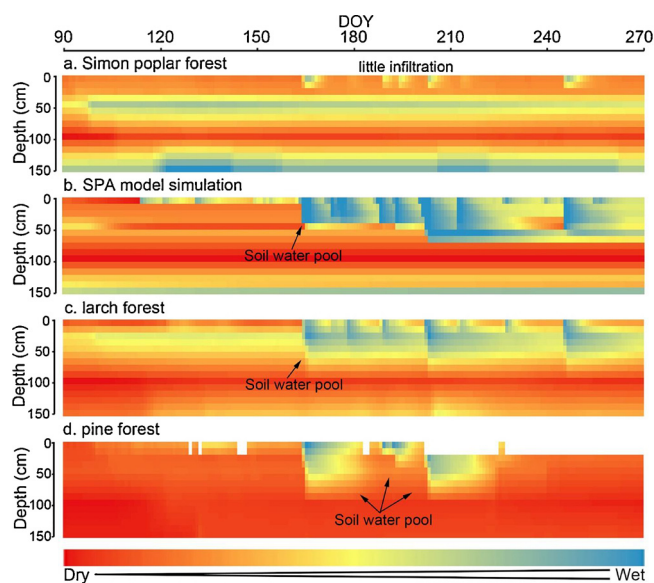 DOY
90 120 150 180 210 240 270
a. Simon poplar forest
little infiltration
0
50
100
150
Depth (cm)
b. SPA model simulation
0
50
100
150
Depth (cm)
Soil water pool
c. larch forest
0
50
100
150
Depth (cm)
Soil water pool
d. pine forest
0
50
100
150
Depth (cm)
Soil water pool
Dry
Wet